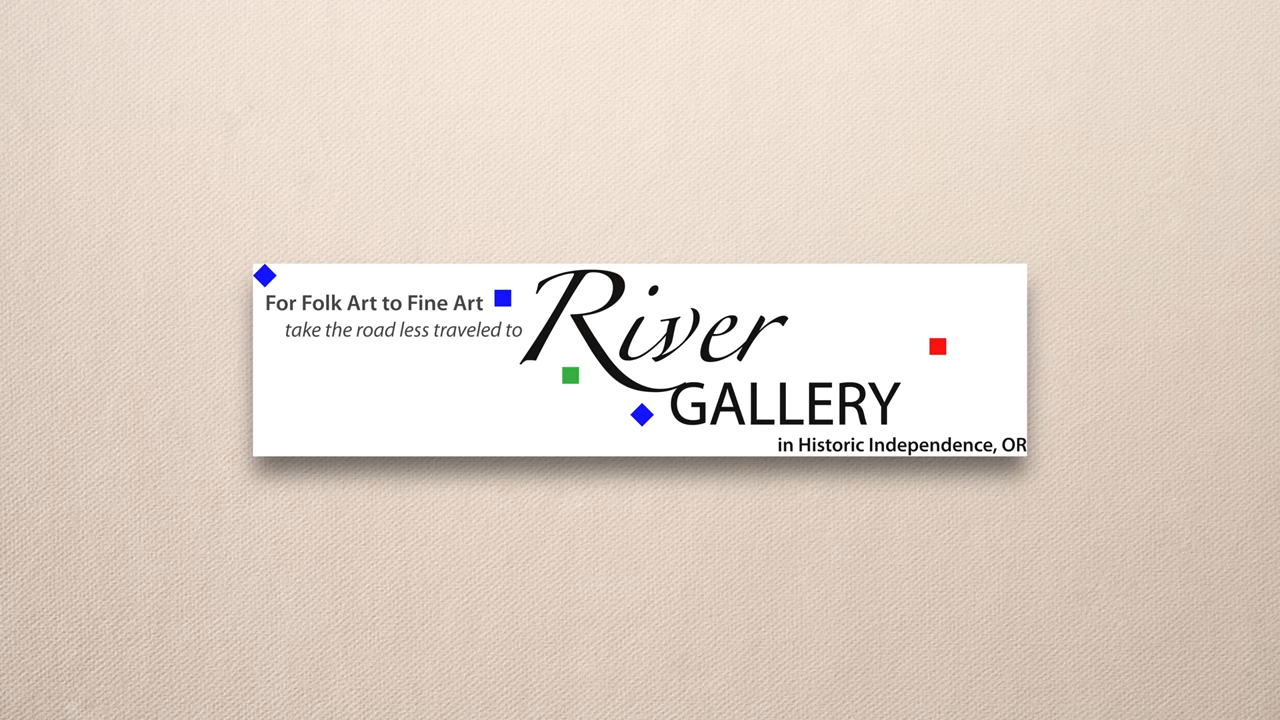 For Folk Art to Fine Art
take the road less traveled to
River
GALLERY
in Historic Independence, OR